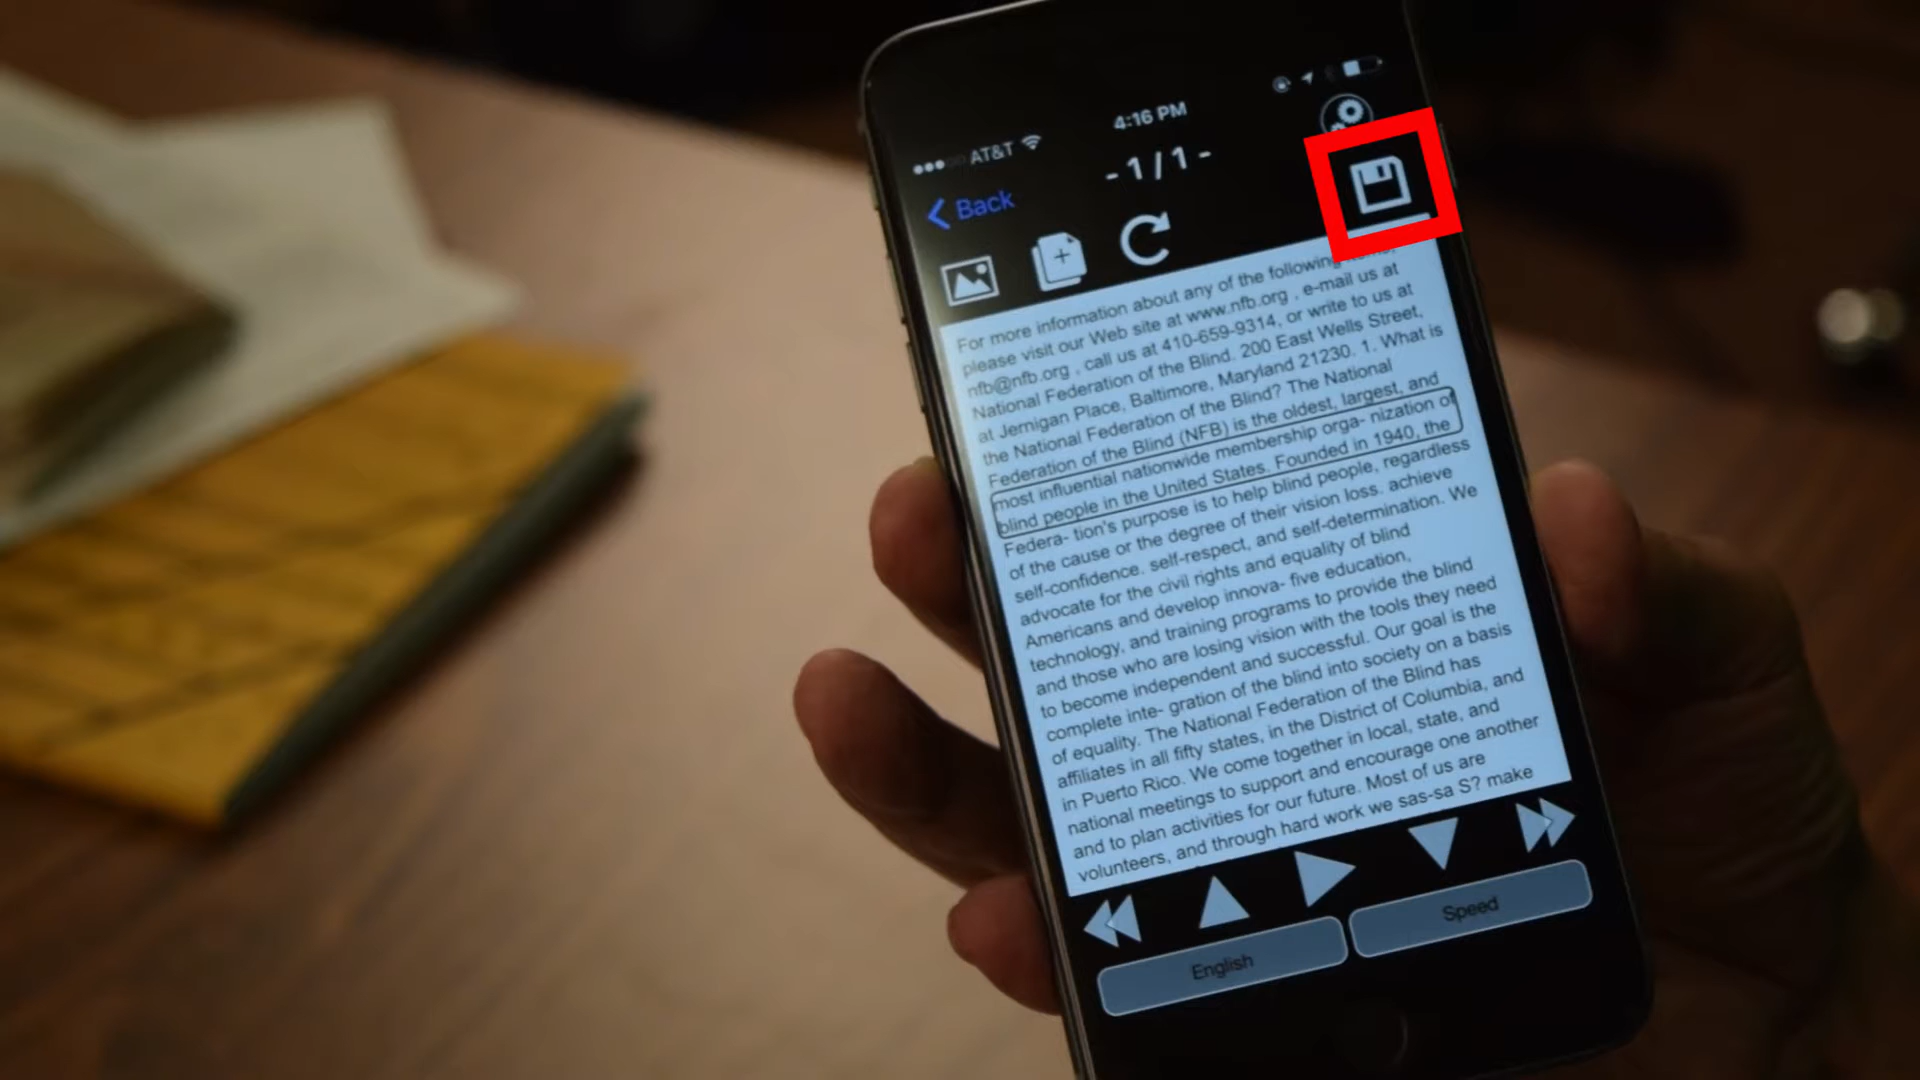 AT&T
4:16 PM
Back
- 1 / 1 -
For more information about any of the following
please visit our Web site at www.nfb.org , e-mail us at
nfb@nfb.org , call us at 410-659-9314, or write to us at
National Federation of the Blind. 200 East Wells Street,
at Jernigan Place, Baltimore, Maryland 21230. 1. What is
the National Federation of the Blind? The National
Federation of the Blind (NFB) is the oldest, largest, and
most influential nationwide membership orga- nization of
blind people in the United States. Founded in 1940, the
Federa- tion's purpose is to help blind people, regardless
of the cause or the degree of their vision loss. achieve
self-confidence. self-respect, and self-determination. We
advocate for the civil rights and equality of blind
Americans and develop innova- five education,
technology, and training programs to provide the blind
and those who are losing vision with the tools they need
to become independent and successful. Our goal is the
complete inte- gration of the blind into society on a basis
of equality. The National Federation of the Blind has
affiliates in all fifty states, in the District of Columbia, and
in Puerto Rico. We come together in local, state, and
national meetings to support and encourage one another
and to plan activities for our future. Most of us are
volunteers, and through hard work we sas-sa S? make
English
Speed